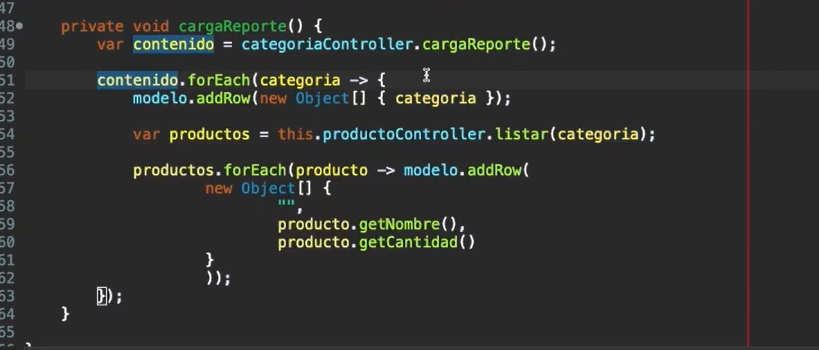 47
48 private void cargaReporte() {
49 var contenido = categoriaController.cargaReporte();
50
51 contenido.forEach(categoria -> {
52 modelo.addRow(new Object[] { categoria });
53
54 var productos = this.productoController.listar(categoria);
55
56 productos.forEach(producto -> modelo.addRow(
57 new Object[] {
58 "",
59 producto.getNombre(),
60 producto.getCantidad()
61 }
62 ));
63 });
64 }
65